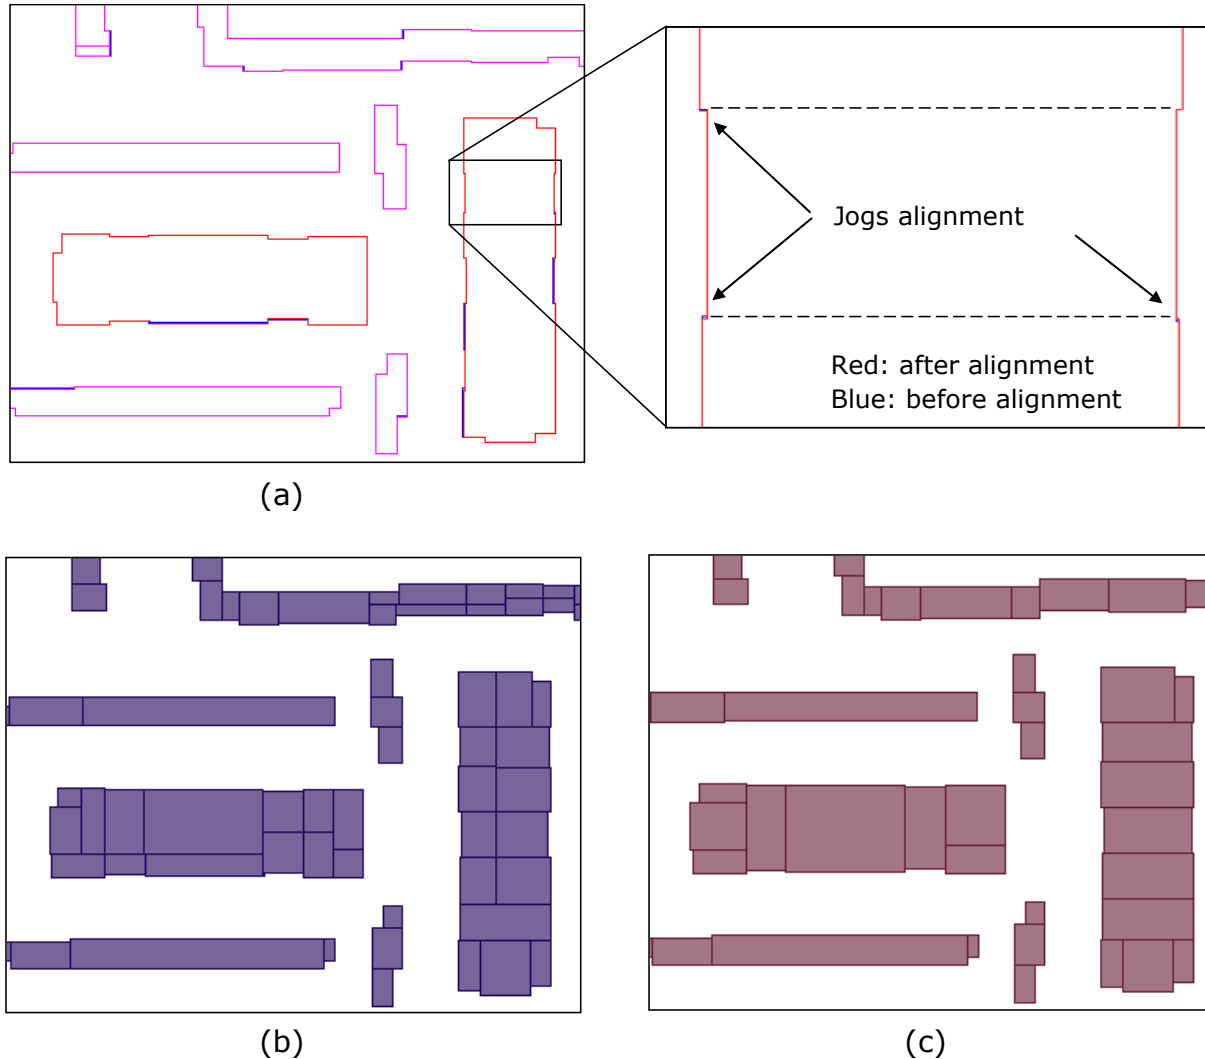 Jogs alignment
Red: after alignment
Blue: before alignment
(a)
(b)
(c)